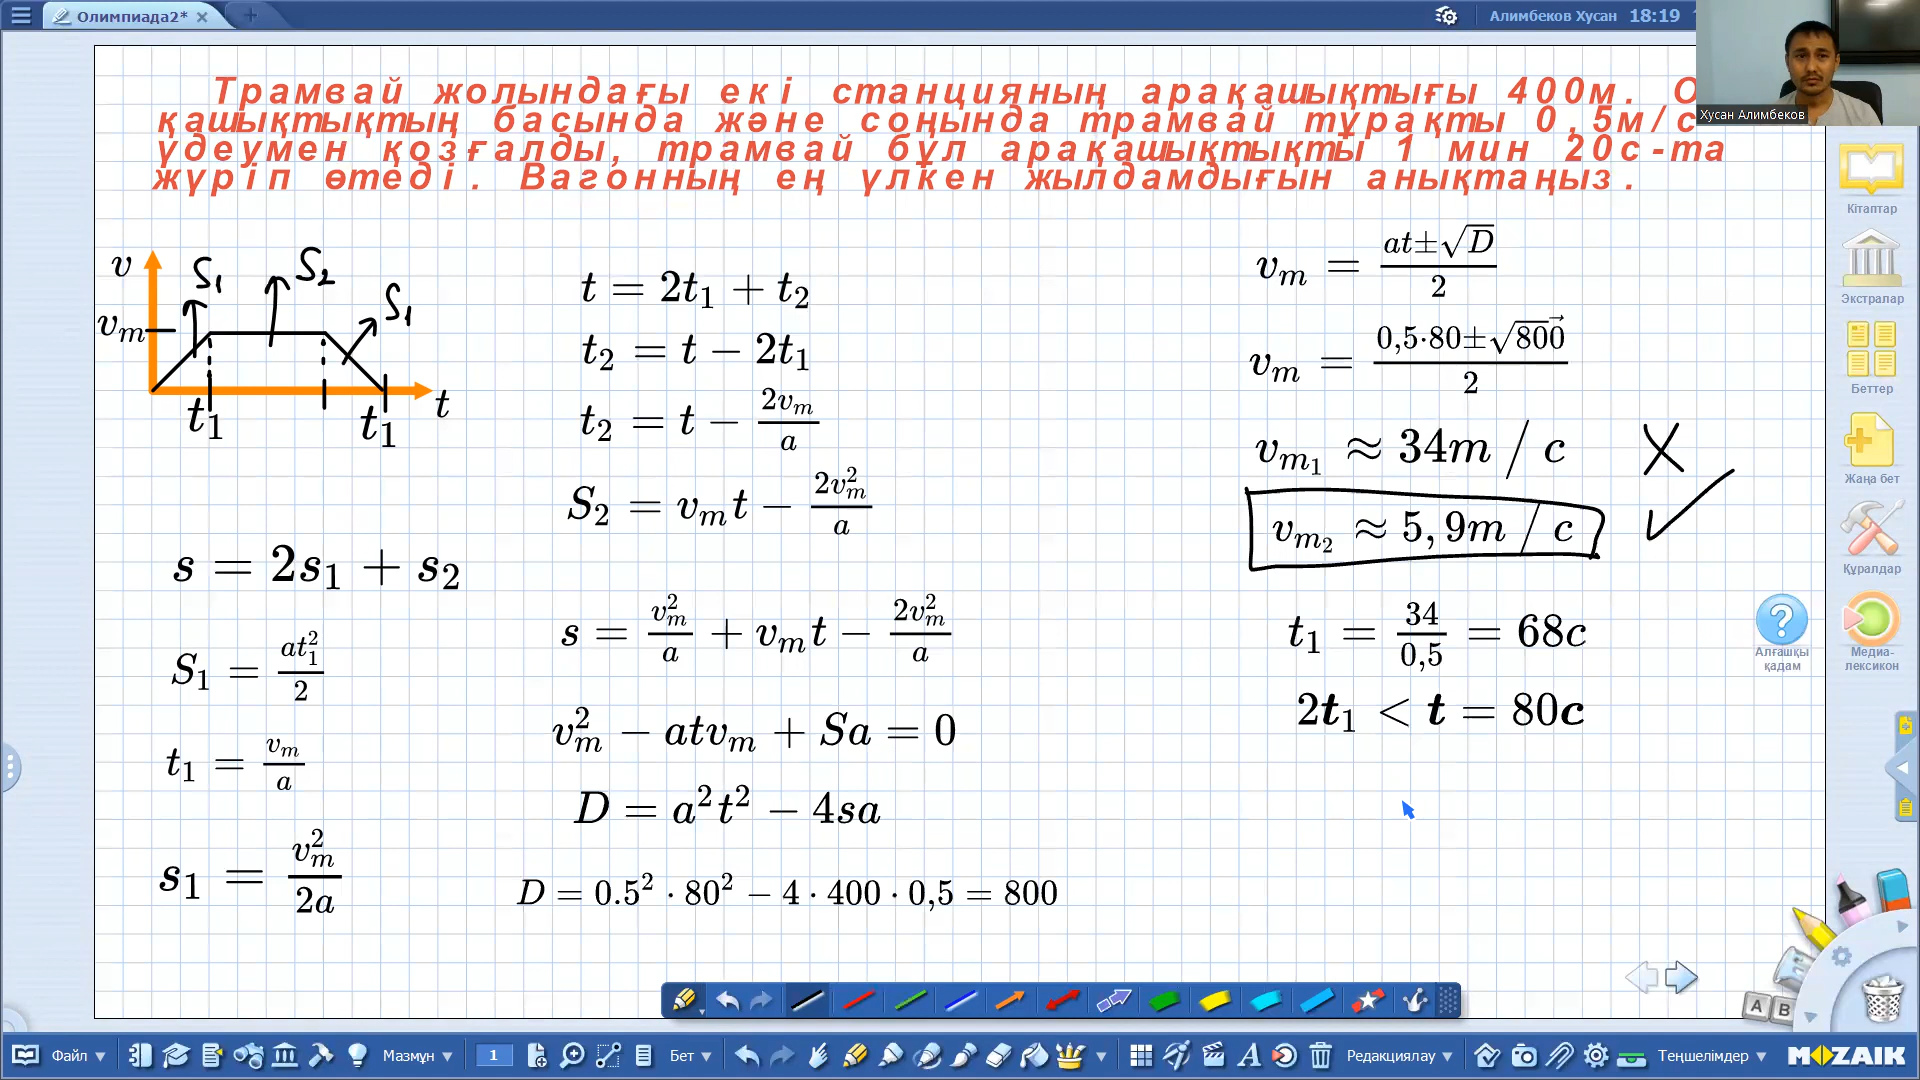 Олимпиада2*
Алимбеков Хусан 18:19
Хусан Алимбеков
Трамвай жолындағы екі станцияның арақашықтығы 400м. О
қашықтықтың басында және соңында трамвай тұрақты 0,5м/с
үдеумен қозғалды, трамвай бұл арақашықтықты 1 мин 20с-та
жүріп өтеді. Вагонның ең үлкен жылдамдығын анықтаңыз.
v
S₁
S₂
S₁
vₘ
t₁
t₁
t
s = 2s₁ + s₂
S₁ = at₁²/2
t₁ = vₘ/a
s₁ = vₘ²/2a
t = 2t₁ + t₂
t₂ = t − 2t₁
t₂ = t − 2vₘ/a
S₂ = vₘt − 2vₘ²/a
s = vₘ²/a + vₘt − 2vₘ²/a
vₘ² − atvₘ + Sa = 0
D = a²t² − 4sa
D = 0.5² · 80² − 4 · 400 · 0,5 = 800
vₘ = (at±√D)/2
vₘ = (0,5·80±√800⃗)/2
vₘ₁ ≈ 34m / c X
vₘ₂ ≈ 5,9m / c ✓
t₁ = 34/0,5 = 68c
2t₁ < t = 80c
Кітаптар
Экстралар
Беттер
Жаңа бет
Құралдар
Алғашқы
қадам
Медиа-
лексикон
A B
Файл
Мазмұн
1
Бет
A
Редакциялау
Теңшелімдер
MOZAIK